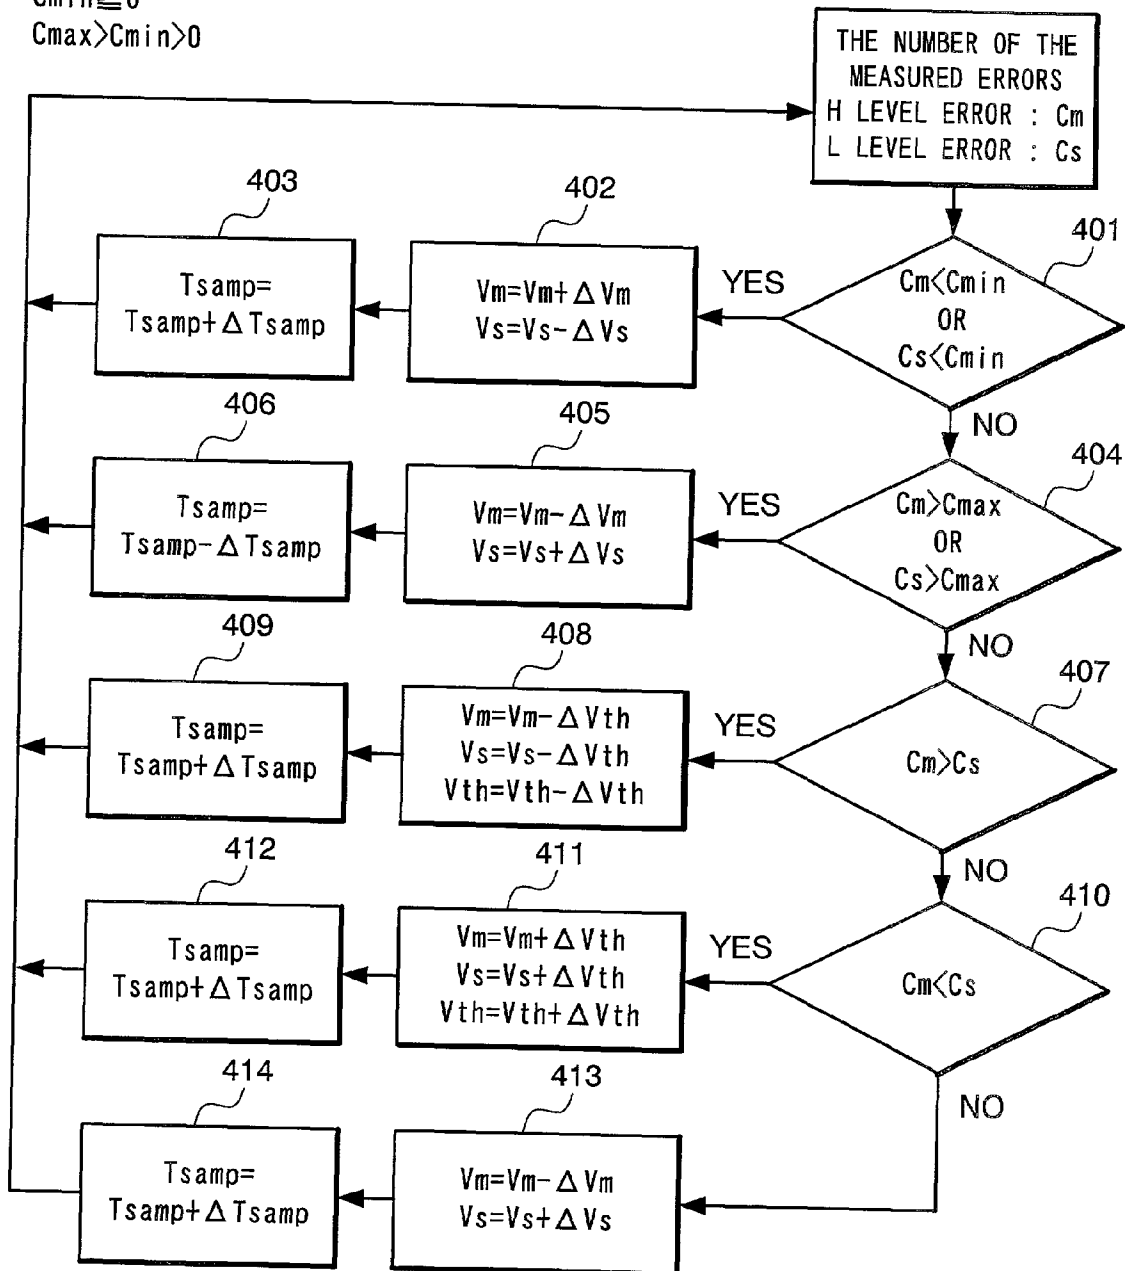 Cmin≧0
Cmax>Cmin>0
THE NUMBER OF THE
MEASURED ERRORS
H LEVEL ERROR : Cm
L LEVEL ERROR : Cs
403
402
401
Tsamp=
Tsamp+ΔTsamp
Vm=Vm+ΔVm
Vs=Vs-ΔVs
YES
Cm<Cmin
OR
Cs<Cmin
NO
406
405
404
Tsamp=
Tsamp-ΔTsamp
Vm=Vm-ΔVm
Vs=Vs+ΔVs
YES
Cm>Cmax
OR
Cs>Cmax
NO
409
408
407
Tsamp=
Tsamp+ΔTsamp
Vm=Vm-ΔVth
Vs=Vs-ΔVth
Vth=Vth-ΔVth
YES
Cm>Cs
NO
412
411
410
Tsamp=
Tsamp+ΔTsamp
Vm=Vm+ΔVth
Vs=Vs+ΔVth
Vth=Vth+ΔVth
YES
Cm<Cs
NO
414
413
Tsamp=
Tsamp+ΔTsamp
Vm=Vm-ΔVm
Vs=Vs+ΔVs